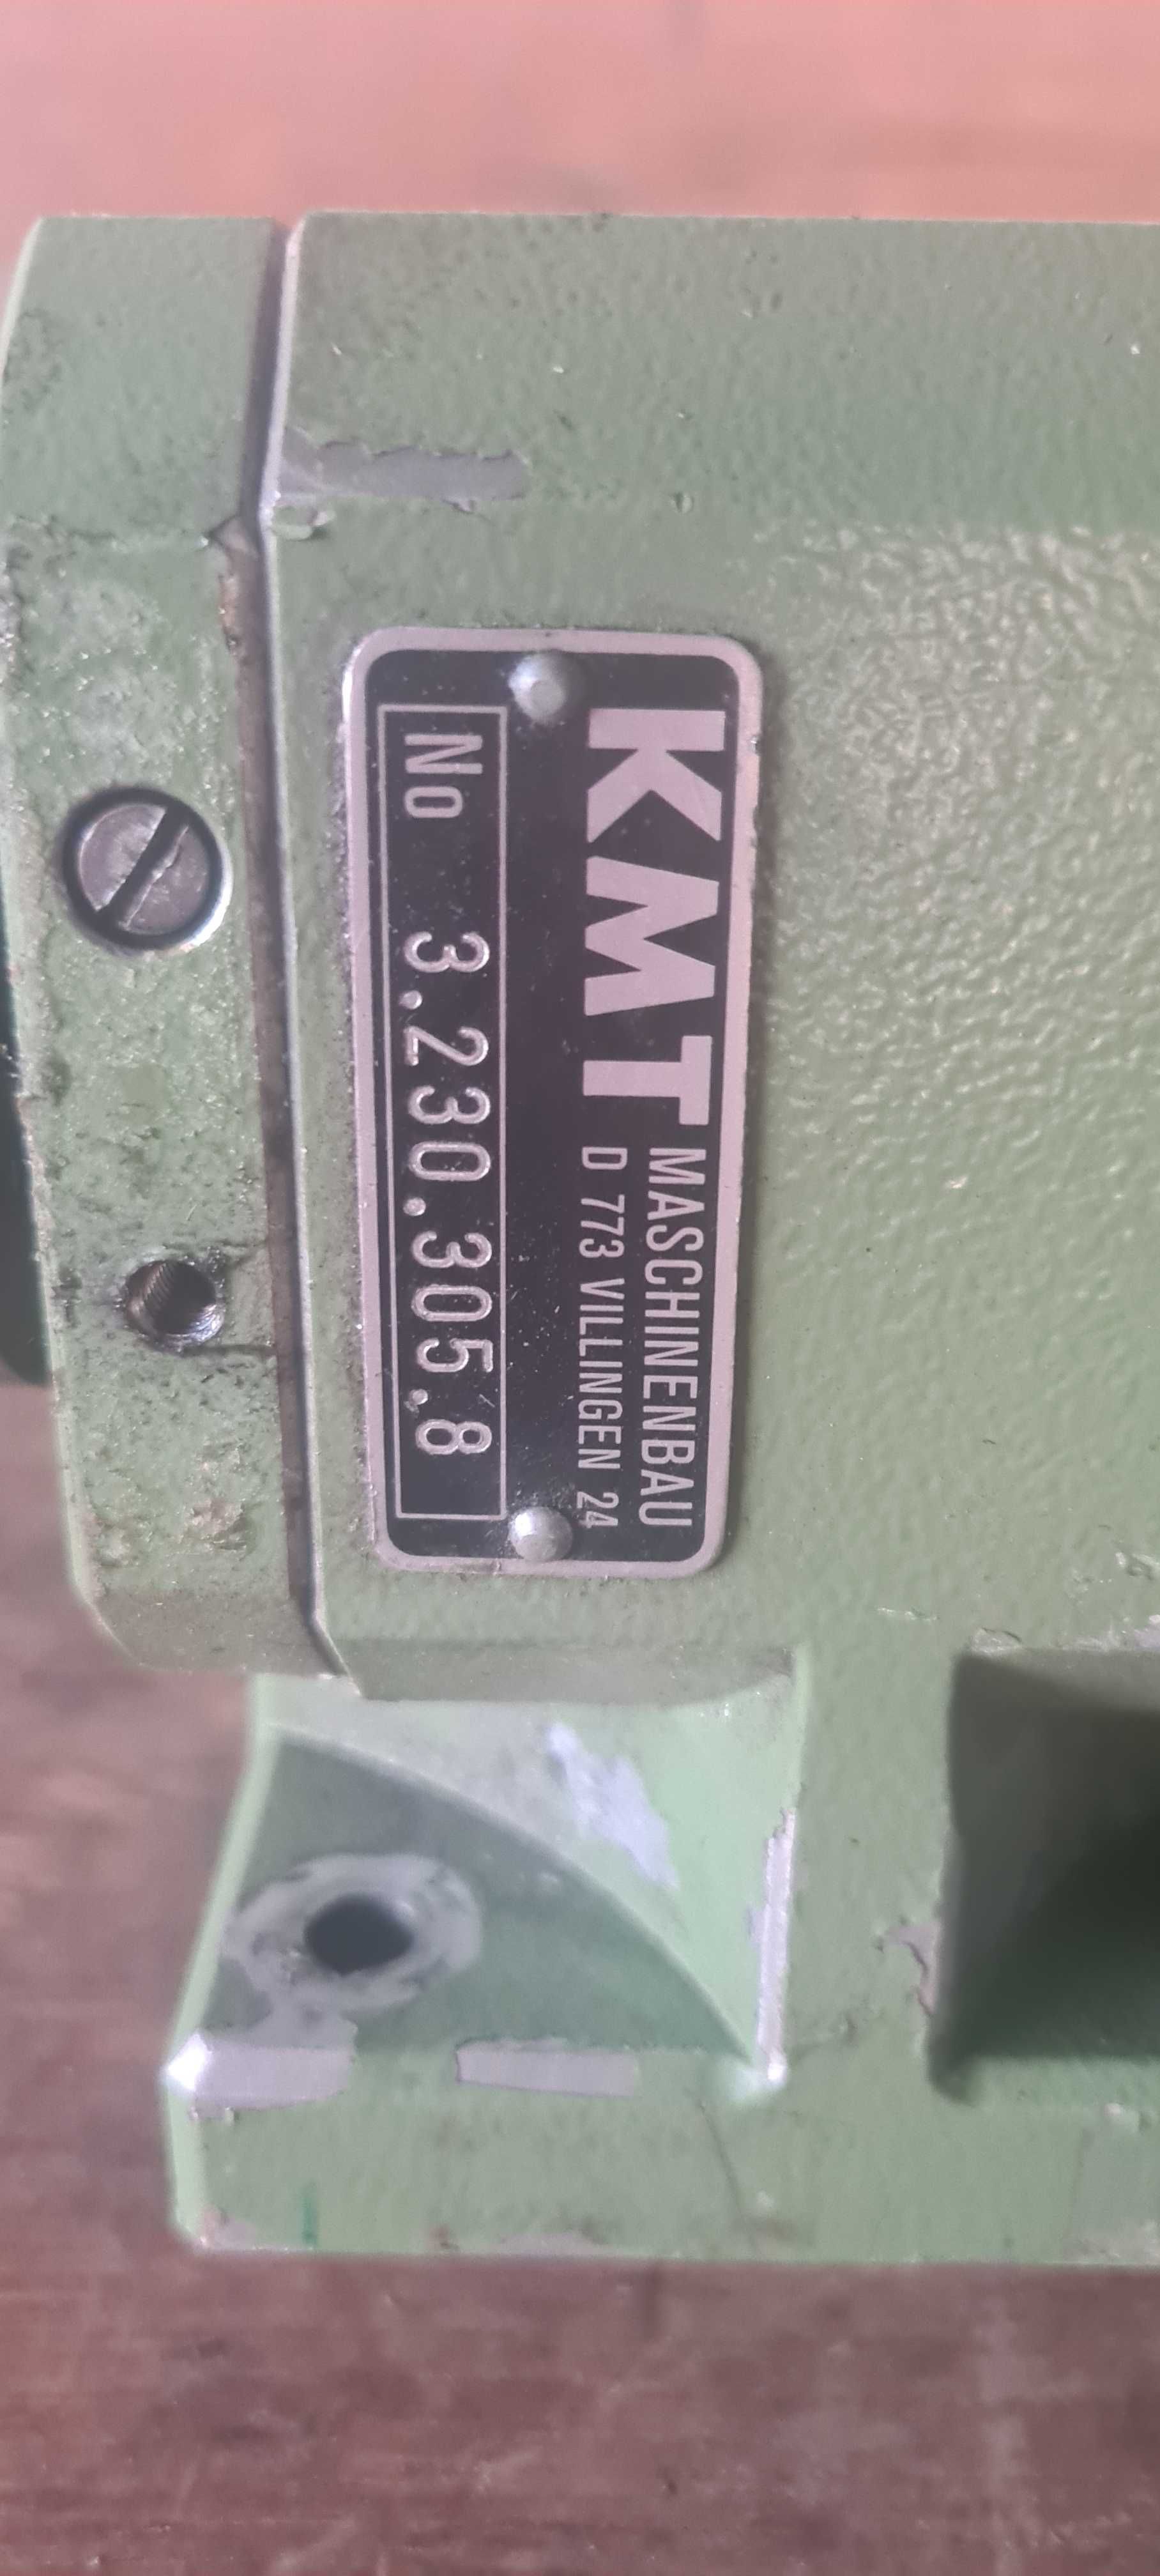 KMT MASCHINENBAU
D 773 VILLINGEN 24
No 3.230.305.8